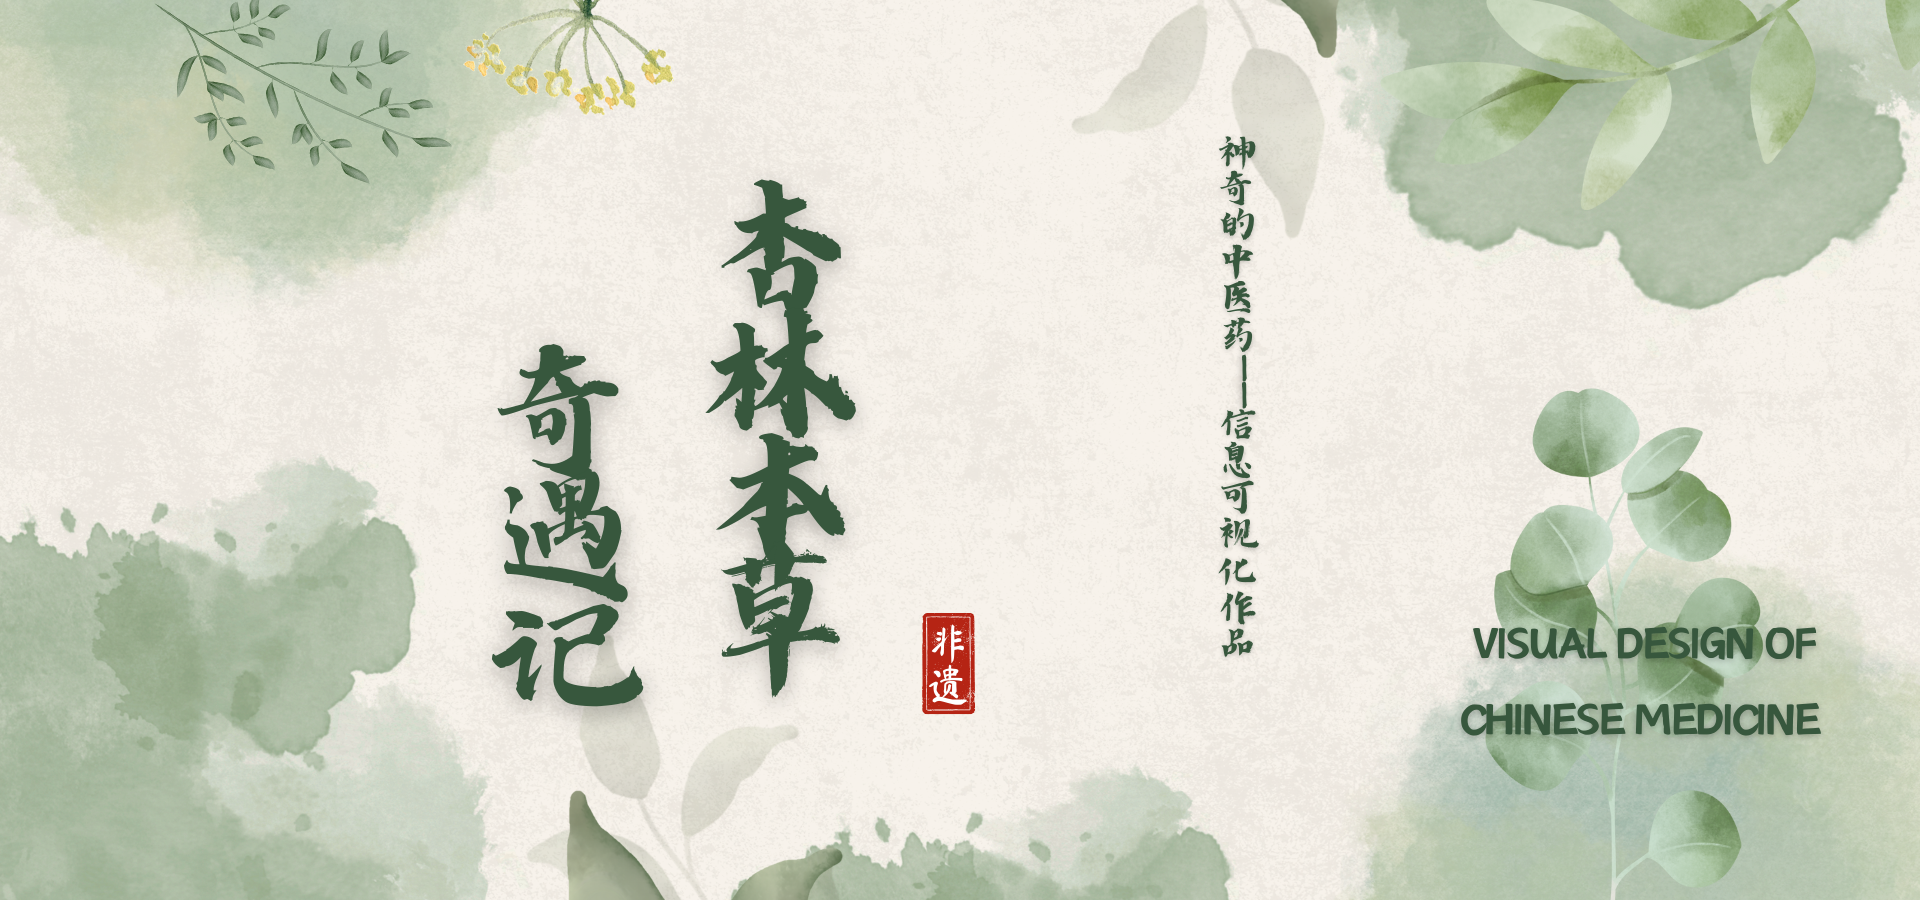 杏林本草
奇遇记
非遗
神奇的中医药——信息可视化作品
VISUAL DESIGN OF
CHINESE MEDICINE